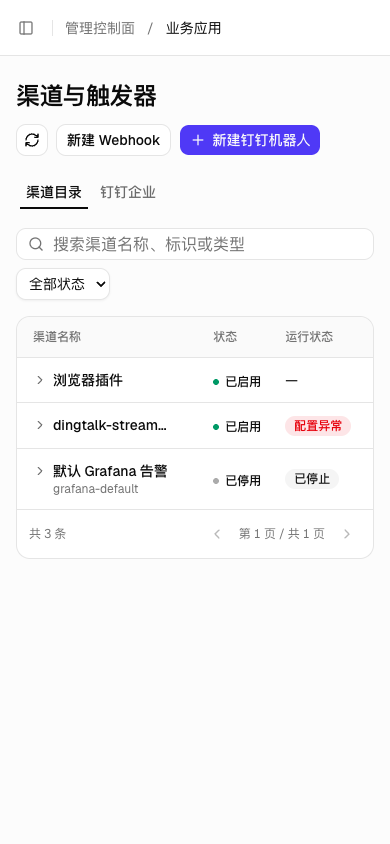 管理控制面 / 业务应用
渠道与触发器
新建 Webhook
新建钉钉机器人
渠道目录 钉钉企业
搜索渠道名称、标识或类型
全部状态
渠道名称 状态 运行状态
浏览器插件 已启用 —
dingtalk-stream... 已启用 配置异常
默认 Grafana 告警 已停用 已停止
grafana-default
共 3 条 第 1 页 / 共 1 页